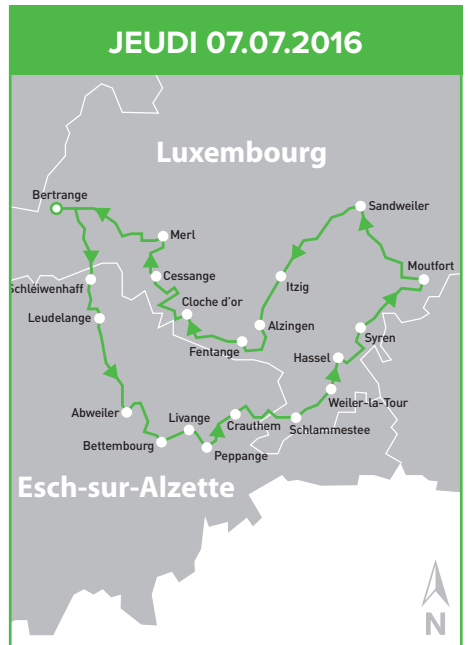 JEUDI 07.07.2016
Luxembourg
Bertrange
Sandweiler
Merl
Moutfort
Cessange
Itzig
Schléiwenhaff
Cloche d'or
Leudelange
Alzingen
Syren
Fentange
Hassel
Weiler-la-Tour
Abweiler
Livange
Crauthem
Schlammestee
Bettembourg
Peppange
Esch-sur-Alzette
N